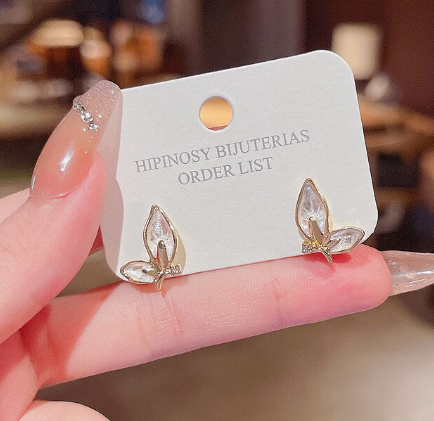 HIPINOSY BIJUTERIAS
ORDER LIST